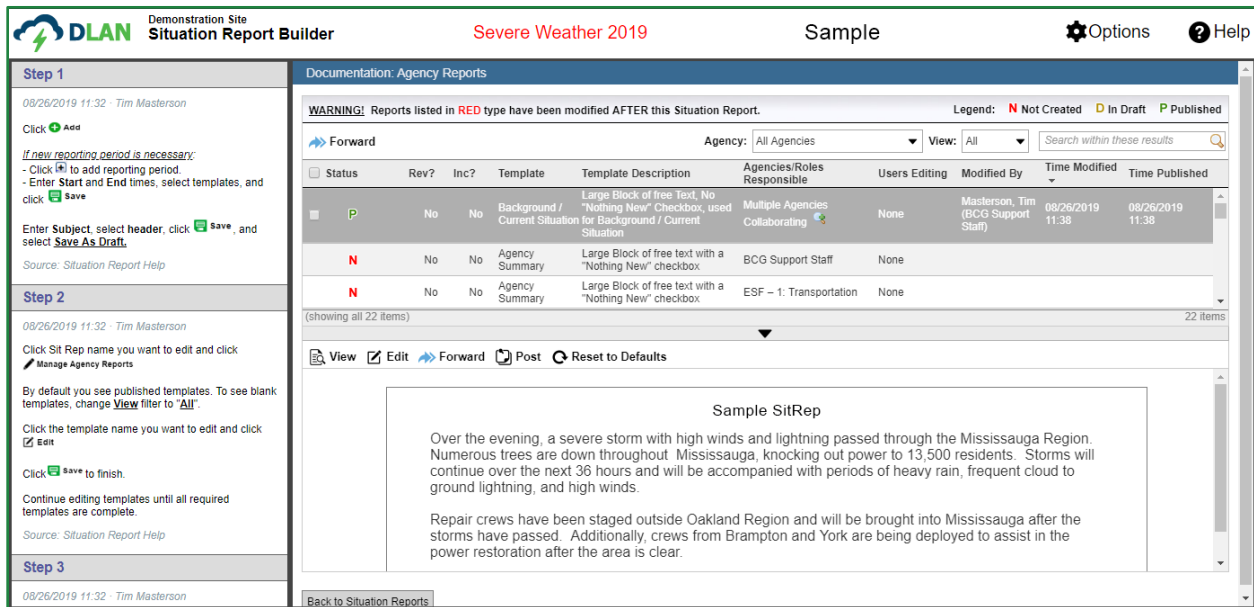 DLAN
Demonstration Site
Situation Report Builder
Severe Weather 2019
Sample
Options
Help
Step 1
08/26/2019 11:32 · Tim Masterson
Click Add
If new reporting period is necessary:
- Click to add reporting period.
- Enter Start and End times, select templates, and
click Save
Enter Subject, select header, click Save, and
select Save As Draft.
Source: Situation Report Help
Step 2
08/26/2019 11:32 · Tim Masterson
Click Sit Rep name you want to edit and click
Manage Agency Reports
By default you see published templates. To see blank
templates, change View filter to "All".
Click the template name you want to edit and click
Edit
Click Save to finish.
Continue editing templates until all required
templates are complete.
Source: Situation Report Help
Step 3
08/26/2019 11:32 · Tim Masterson
Documentation: Agency Reports
WARNING! Reports listed in RED type have been modified AFTER this Situation Report. Legend: N Not Created D In Draft P Published
Forward Agency: All Agencies View: All Search within these results
Status Rev? Inc? Template Template Description Agencies/Roles Responsible Users Editing Modified By Time Modified Time Published
P No No Background / Current Situation Large Block of free Text, No "Nothing New" Checkbox, used for Background / Current Situation Multiple Agencies Collaborating None Masterson, Tim (BCG Support Staff) 08/26/2019 11:38 08/26/2019 11:38
N No No Agency Summary Large Block of free text with a "Nothing New" checkbox BCG Support Staff None
N No No Agency Summary Large Block of free text with a "Nothing New" checkbox ESF – 1: Transportation None
(showing all 22 items) 22 items
View Edit Forward Post Reset to Defaults
Sample SitRep
Over the evening, a severe storm with high winds and lightning passed through the Mississauga Region.
Numerous trees are down throughout Mississauga, knocking out power to 13,500 residents. Storms will
continue over the next 36 hours and will be accompanied with periods of heavy rain, frequent cloud to
ground lightning, and high winds.
Repair crews have been staged outside Oakland Region and will be brought into Mississauga after the
storms have passed. Additionally, crews from Brampton and York are being deployed to assist in the
power restoration after the area is clear.
Back to Situation Reports